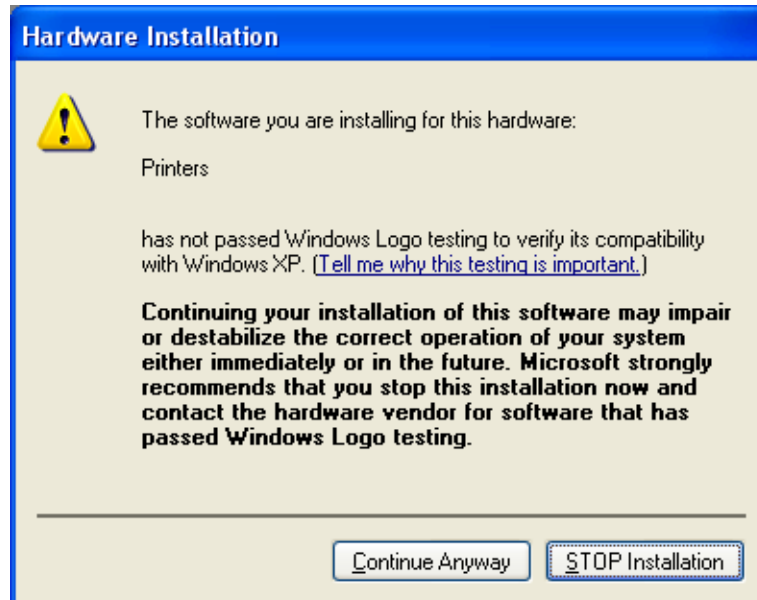 Hardware Installation
The software you are installing for this hardware:
Printers
has not passed Windows Logo testing to verify its compatibility
with Windows XP. (Tell me why this testing is important.)
Continuing your installation of this software may impair
or destabilize the correct operation of your system
either immediately or in the future. Microsoft strongly
recommends that you stop this installation now and
contact the hardware vendor for software that has
passed Windows Logo testing.
Continue Anyway STOP Installation